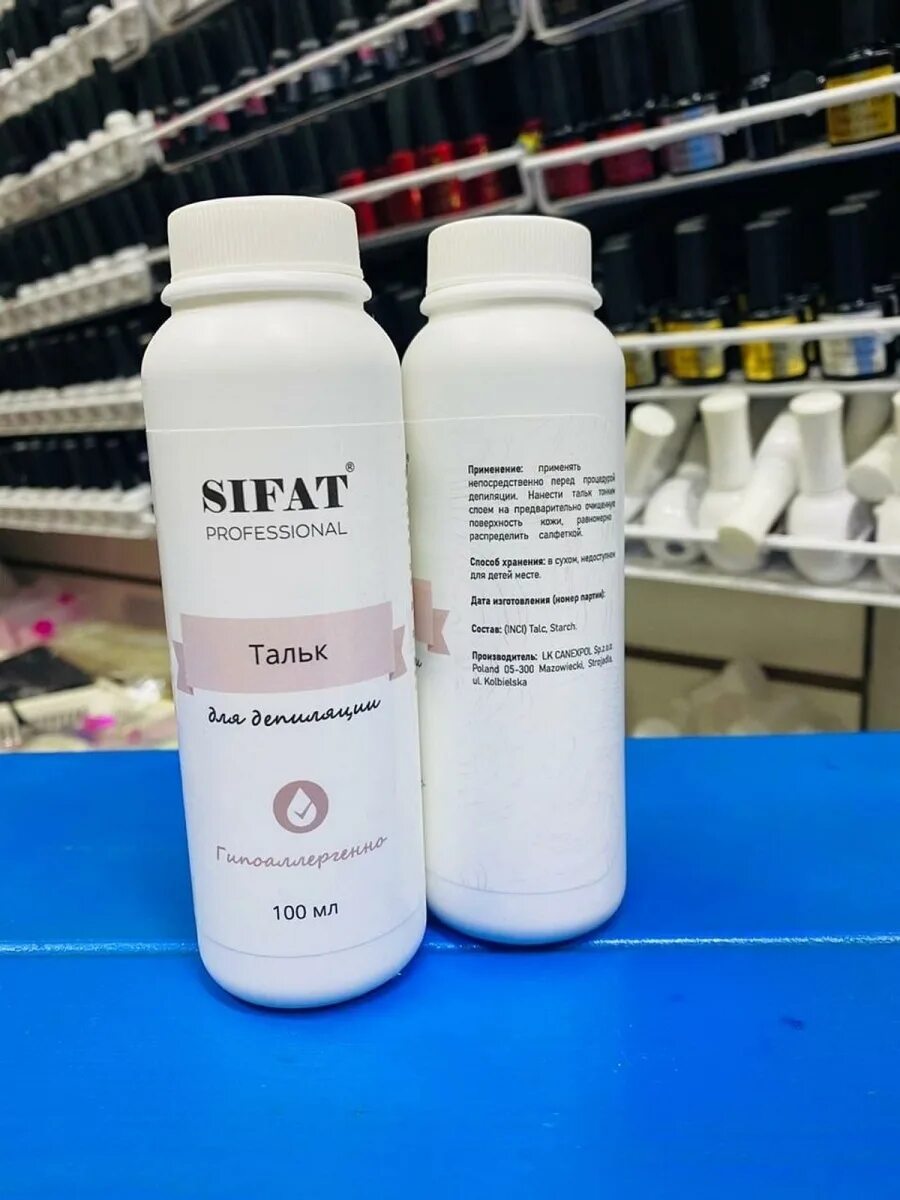 SIFAT®
PROFESSIONAL
Тальк
для депиляции
Гипоаллергенно
100 мл
Применение: применять
непосредственно перед процедурой
депиляции. Нанести тальк тонким
слоем на предварительно очищенную
поверхность кожи, равномерно
распределить салфеткой.
Способ хранения: в сухом, недоступном
для детей месте.
Дата изготовления (номер партии):
Состав: (INCI) Talc, Starch.
Производитель: LK CANEXPOL Sp.z.o.o.
Poland 05-300 Mazowiecki, Strojedla,
ul. Kolbielska